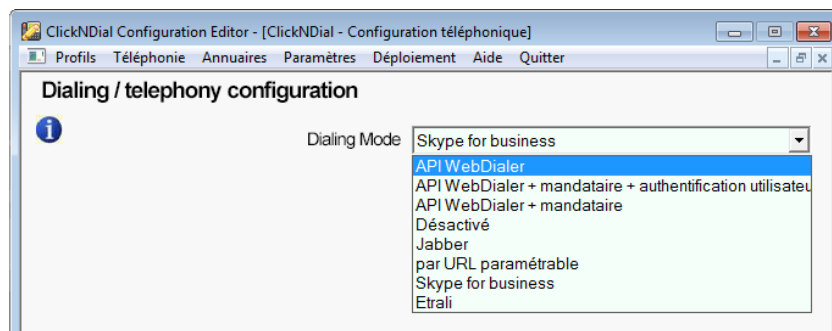 ClickNDial Configuration Editor - [ClickNDial - Configuration téléphonique]
Profils Téléphonie Annuaires Paramètres Déploiement Aide Quitter
Dialing / telephony configuration
Dialing Mode Skype for business
API WebDialer
API WebDialer + mandataire + authentification utilisateu
API WebDialer + mandataire
Désactivé
Jabber
par URL paramétrable
Skype for business
Etrali